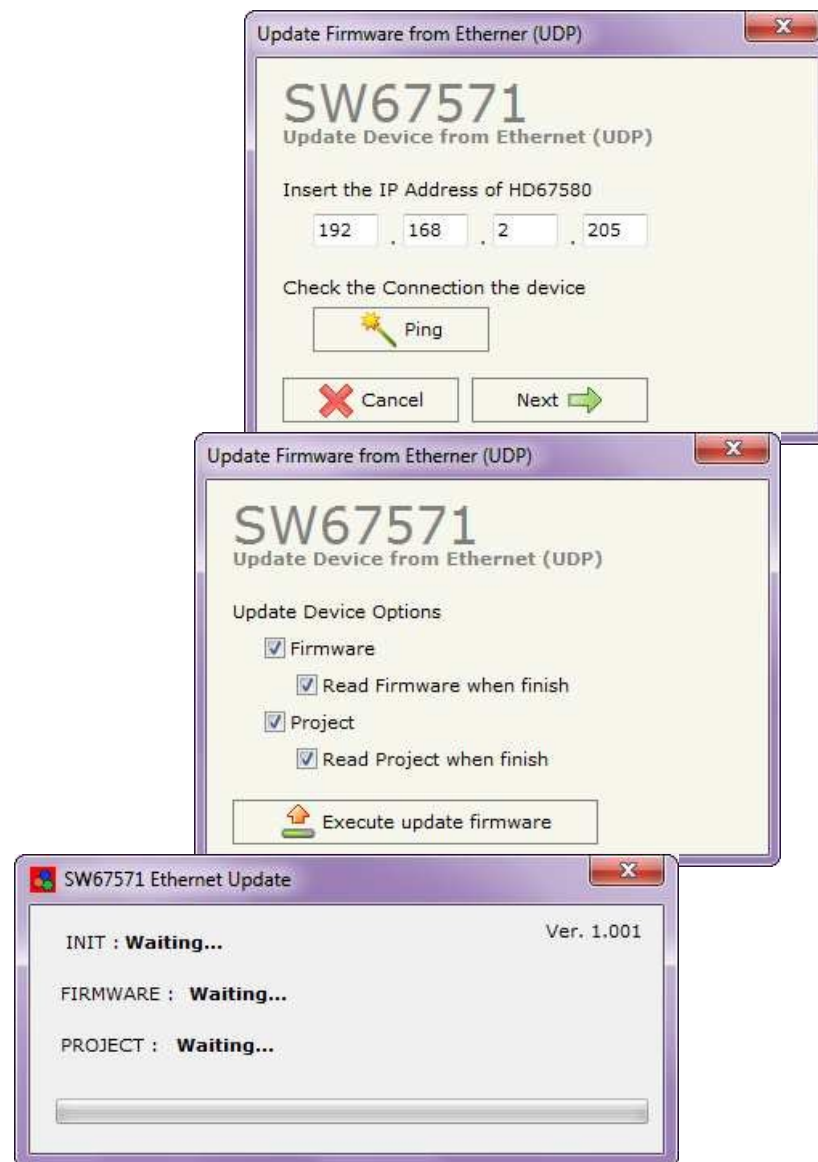 Update Firmware from Etherner (UDP)
SW67571
Update Device from Ethernet (UDP)
Insert the IP Address of HD67580
192 . 168 . 2 . 205
Check the Connection the device
Ping
Cancel Next
Update Firmware from Etherner (UDP)
SW67571
Update Device from Ethernet (UDP)
Update Device Options
Firmware
Read Firmware when finish
Project
Read Project when finish
Execute update firmware
SW67571 Ethernet Update
INIT : Waiting... Ver. 1.001
FIRMWARE : Waiting...
PROJECT : Waiting...